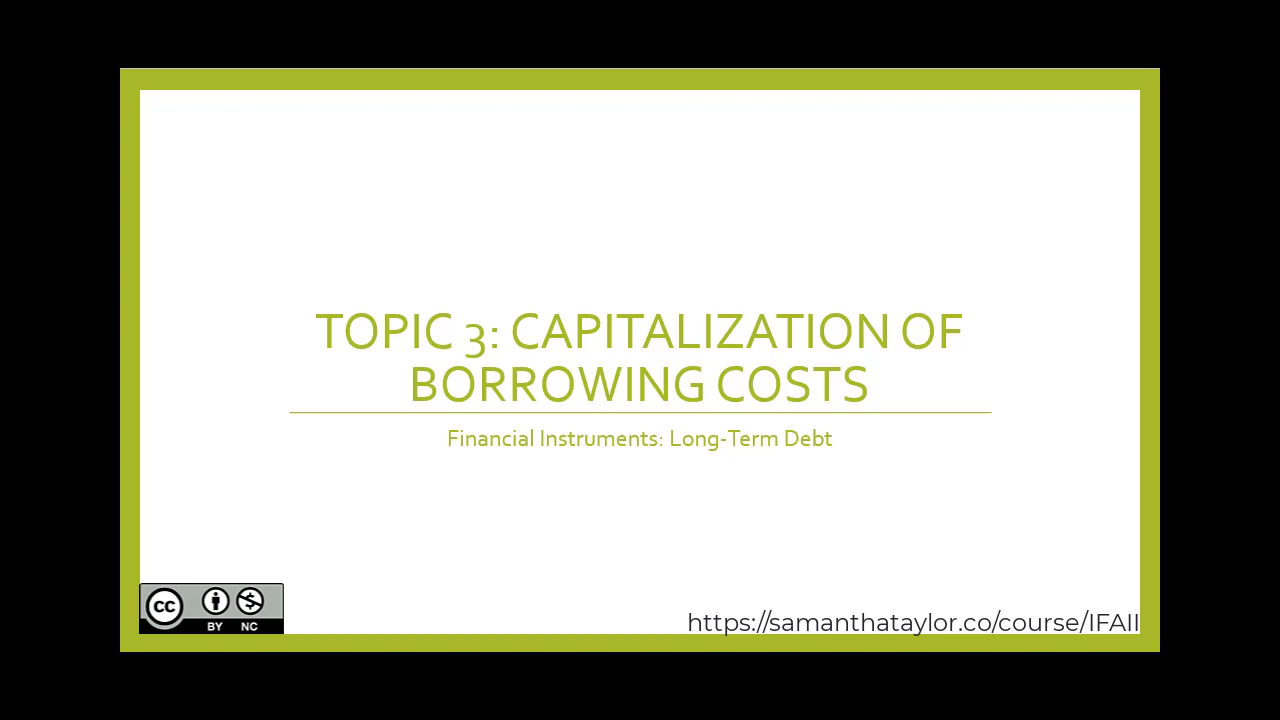 TOPIC 3: CAPITALIZATION OF
BORROWING COSTS
Financial Instruments: Long-Term Debt
cc
BY NC
https://samanthataylor.co/course/IFAII